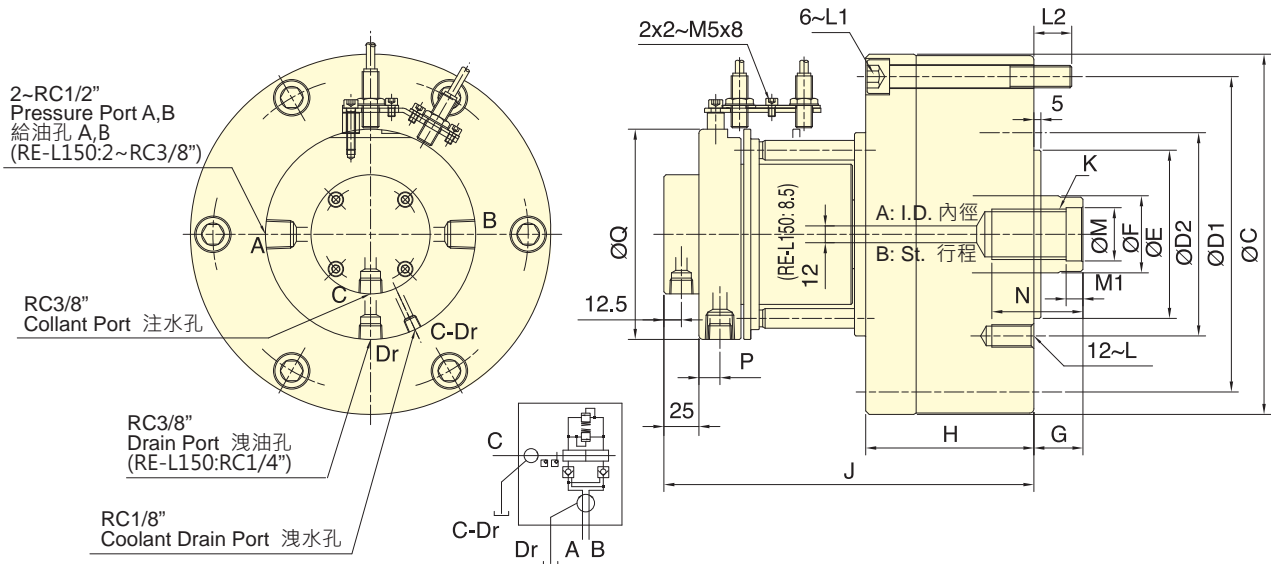 2~RC1/2”
Pressure Port A,B
給油孔 A,B
(RE-L150:2~RC3/8”)
A
B
C
Dr
C-Dr
RC3/8”
Collant Port 注水孔
RC3/8”
Drain Port 洩油孔
(RE-L150:RC1/4”)
RC1/8”
Coolant Drain Port 洩水孔
C
C-Dr
Dr
A
B
2x2~M5x8
6~L1
L2
5
K
ØQ
(RE-L150: 8.5)
12
A: I.D. 內徑
B: St. 行程
ØM
ØF
ØE
ØD2
ØD1
ØC
M1
N
12.5
P
12~L
25
H
G
J